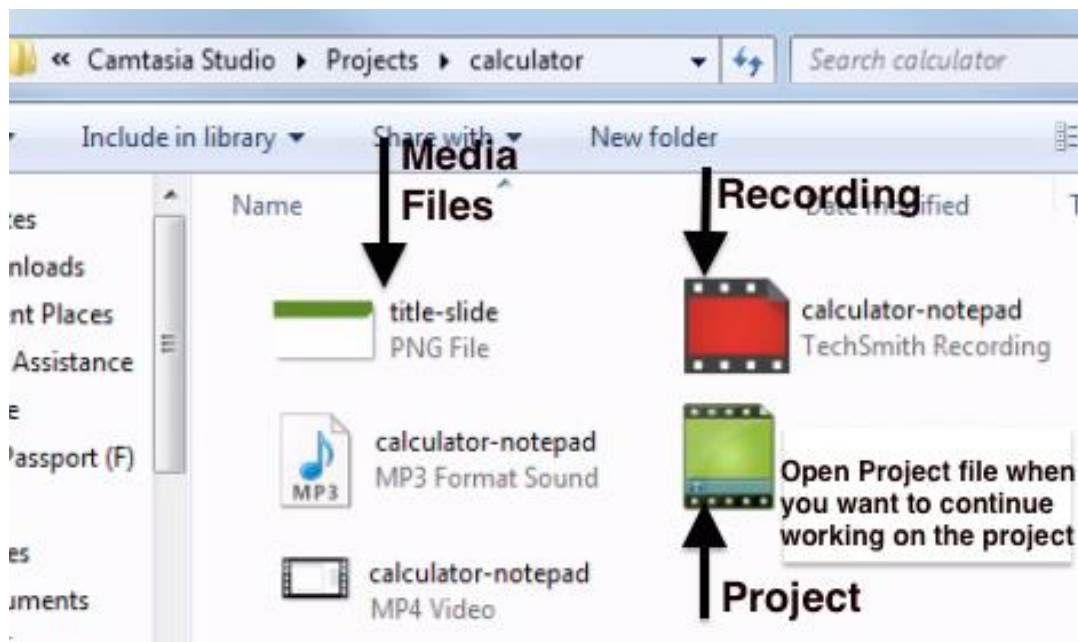 « Camtasia Studio ▸ Projects ▸ calculator
Search calculator
Include in library
Share with
New folder
Media
Files
Recording
Name
Date modified
T
es
nloads
nt Places
Assistance
e
Passport (F)
es
uments
title-slide
PNG File
calculator-notepad
TechSmith Recording
calculator-notepad
MP3 Format Sound
MP3
Open Project file when
you want to continue
working on the project
calculator-notepad
MP4 Video
Project